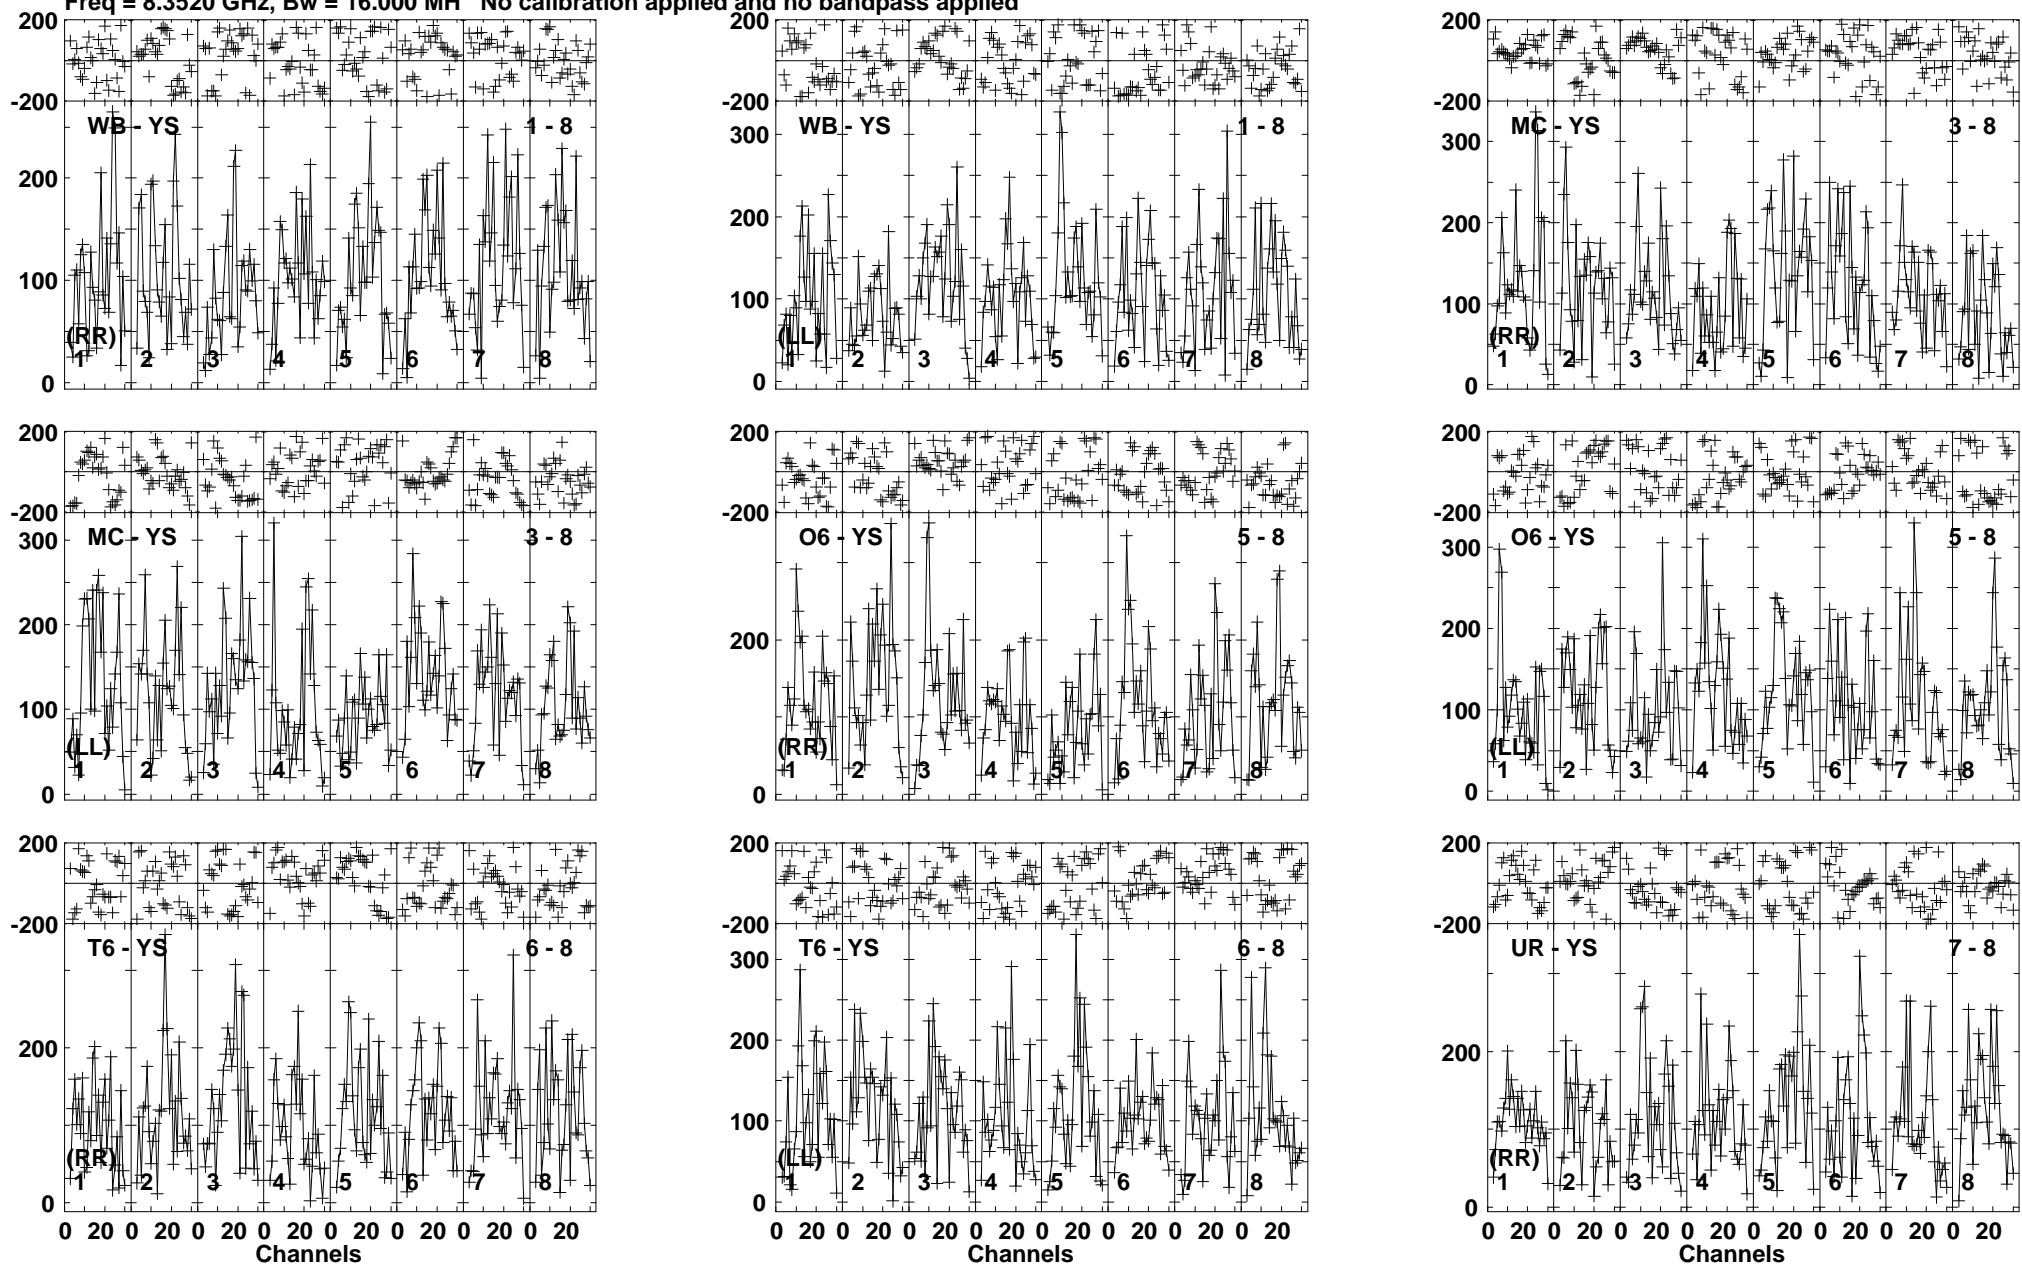 Freq = 8.3520 GHz, Bw = 16.000 MH No calibration applied and no bandpass applied
200 200 200
-200 -200 -200
WB - YS 1 - 8 WB - YS 1 - 8 MC - YS 3 - 8
300 300
200 200 200
100 100 100
(RR) (LL) (RR)
1 2 3 4 5 6 7 8 1 2 3 4 5 6 7 8 1 2 3 4 5 6 7 8
0 0 0
200 200 200
-200 -200 -200
MC - YS 3 - 8 O6 - YS 5 - 8 O6 - YS 5 - 8
300 300
200 200 200
100 100
(LL) (RR) (LL)
1 2 3 4 5 6 7 8 1 2 3 4 5 6 7 8 1 2 3 4 5 6 7 8
0 0 0
200 200 200
-200 -200 -200
T6 - YS 6 - 8 T6 - YS 6 - 8 UR - YS 7 - 8
300
200 200 200
100
(RR) (LL) (RR)
1 2 3 4 5 6 7 8 1 2 3 4 5 6 7 8 1 2 3 4 5 6 7 8
0 0 0
0 20 0 20 0 20 0 20 0 20 0 20 0 20 0 20 0 20 0 20 0 20 0 20 0 20 0 20 0 20 0 20 0 20 0 20 0 20 0 20 0 20 0 20 0 20 0 20
Channels Channels Channels